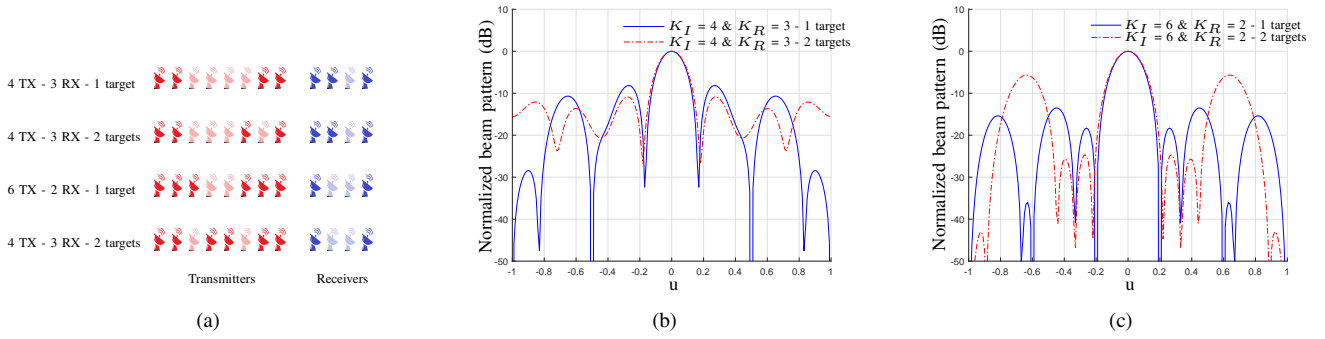 4 TX - 3 RX - 1 target
4 TX - 3 RX - 2 targets
6 TX - 2 RX - 1 target
4 TX - 3 RX - 2 targets
Transmitters Receivers
(a)
Normalized beam pattern (dB)
0
-10
-20
-30
-40
-50
-1 -0.8 -0.6 -0.4 -0.2 0 0.2 0.4 0.6 0.8 1
u
K_I = 4 & K_R = 3 - 1 target
K_I = 4 & K_R = 3 - 2 targets
(b)
Normalized beam pattern (dB)
0
-10
-20
-30
-40
-50
-1 -0.8 -0.6 -0.4 -0.2 0 0.2 0.4 0.6 0.8 1
u
K_I = 6 & K_R = 2 - 1 target
K_I = 6 & K_R = 2 - 2 targets
(c)